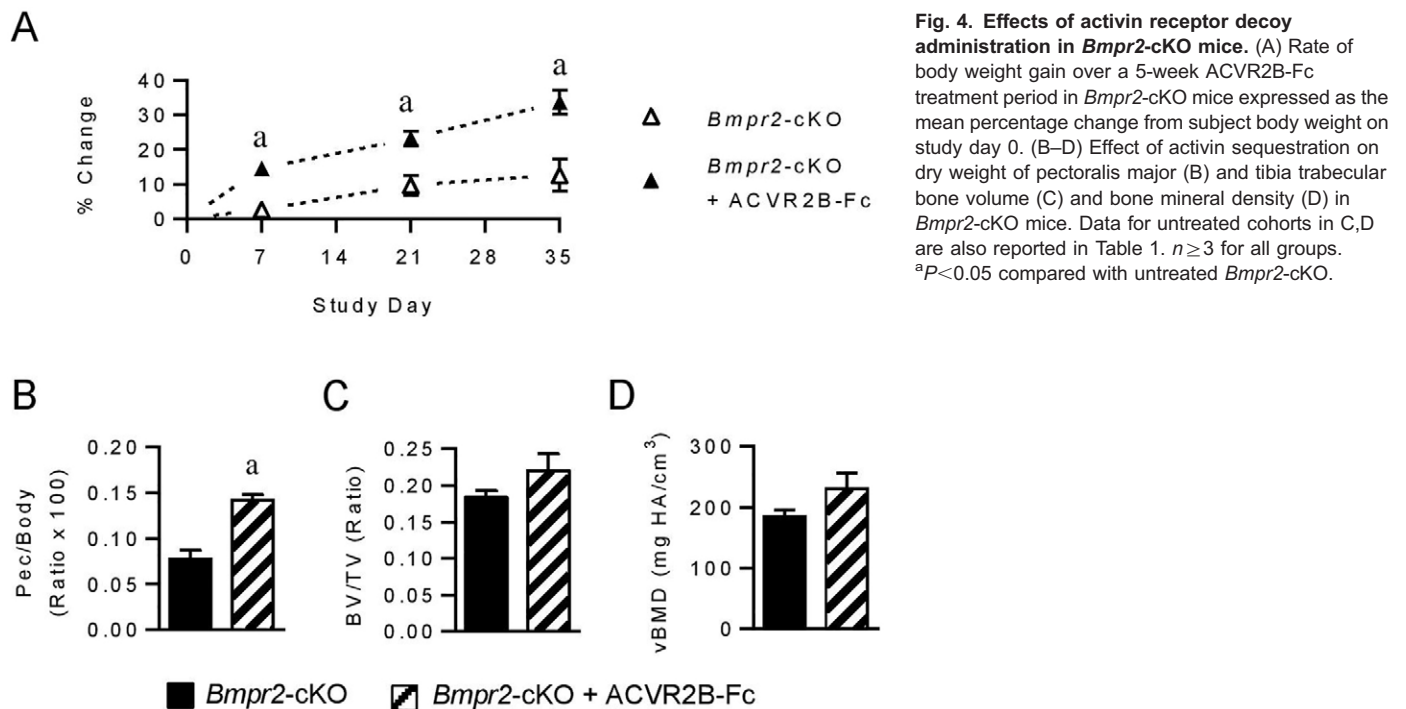 A
% Change
40
30
20
10
0
a
a
a
0
7
14
21
28
35
Study Day
Bmpr2-cKO
Bmpr2-cKO
+ ACVR2B-Fc
Fig. 4. Effects of activin receptor decoy
administration in Bmpr2-cKO mice. (A) Rate of
body weight gain over a 5-week ACVR2B-Fc
treatment period in Bmpr2-cKO mice expressed as the
mean percentage change from subject body weight on
study day 0. (B–D) Effect of activin sequestration on
dry weight of pectoralis major (B) and tibia trabecular
bone volume (C) and bone mineral density (D) in
Bmpr2-cKO mice. Data for untreated cohorts in C,D
are also reported in Table 1. n≥3 for all groups.
ᵃP<0.05 compared with untreated Bmpr2-cKO.
B
Pec/Body
(Ratio x 100)
0.20
0.15
0.10
0.05
0.00
a
C
BV/TV (Ratio)
0.25
0.20
0.15
0.10
0.05
0.00
D
vBMD (mg HA/cm³)
300
200
100
0
Bmpr2-cKO
Bmpr2-cKO + ACVR2B-Fc